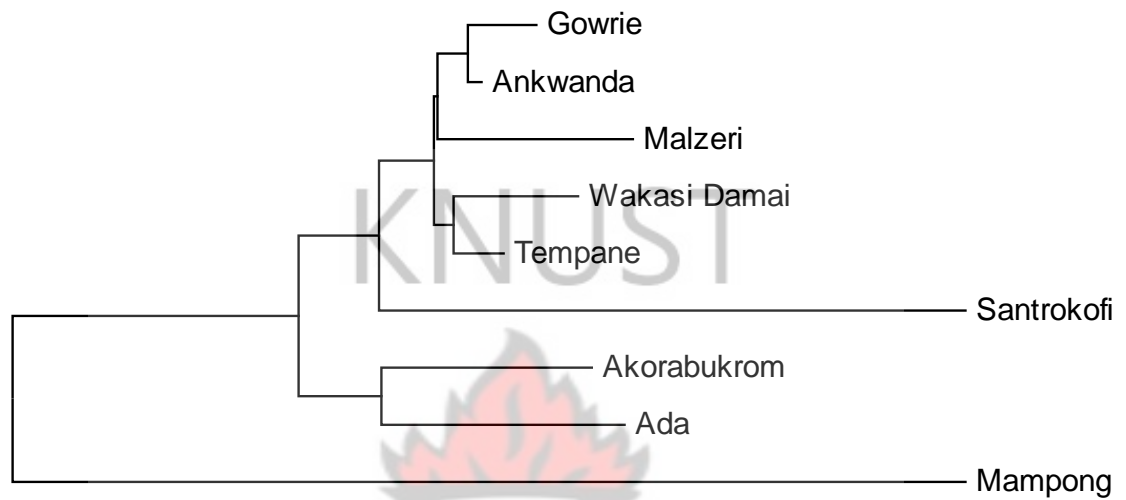 Gowrie
Ankwanda
Malzeri
Wakasi Damai
KNUST
Tempane
Santrokofi
Akorabukrom
Ada
Mampong